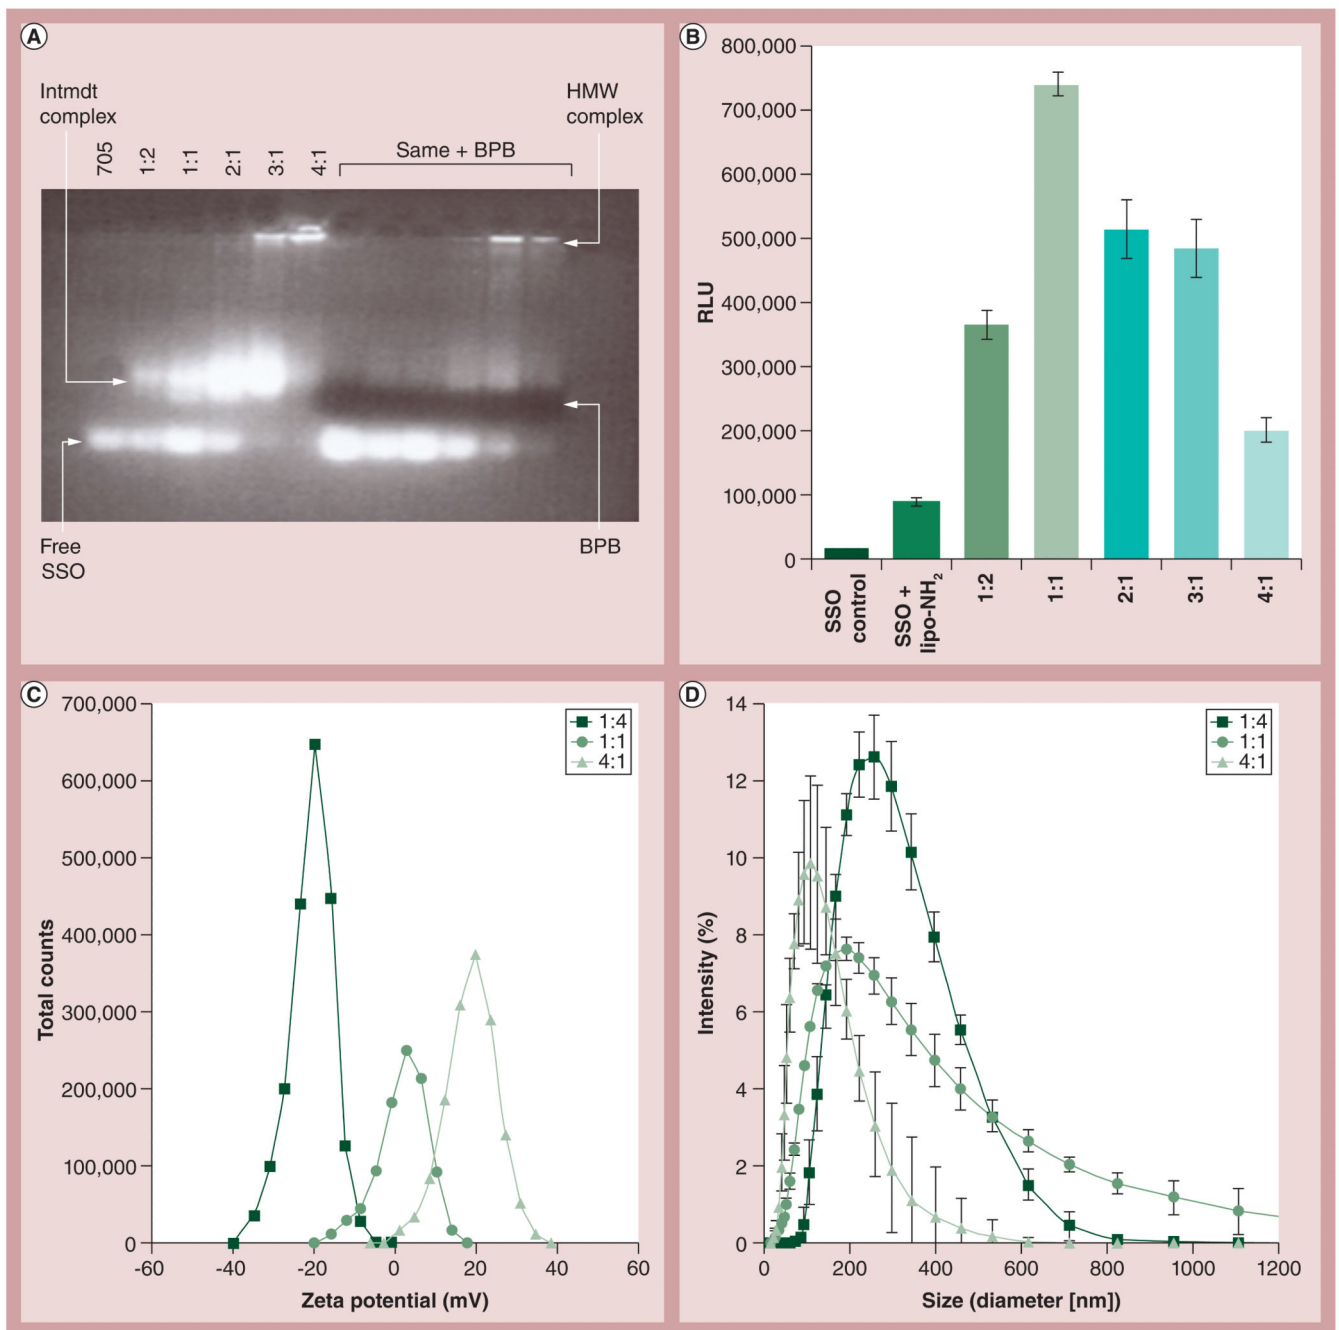 A
Intmdt
complex
HMW
complex
705
1:2
1:1
2:1
3:1
4:1
Same + BPB
Free
SSO
BPB
B
800,000
700,000
600,000
500,000
400,000
300,000
200,000
100,000
0
RLU
SSO
control
SSO +
lipo-NH₂
1:2
1:1
2:1
3:1
4:1
C
700,000
600,000
500,000
400,000
300,000
200,000
100,000
0
Total counts
1:4
1:1
4:1
-60
-40
-20
0
20
40
60
Zeta potential (mV)
D
14
12
10
8
6
4
2
0
Intensity (%)
1:4
1:1
4:1
0
200
400
600
800
1000
1200
Size (diameter [nm])